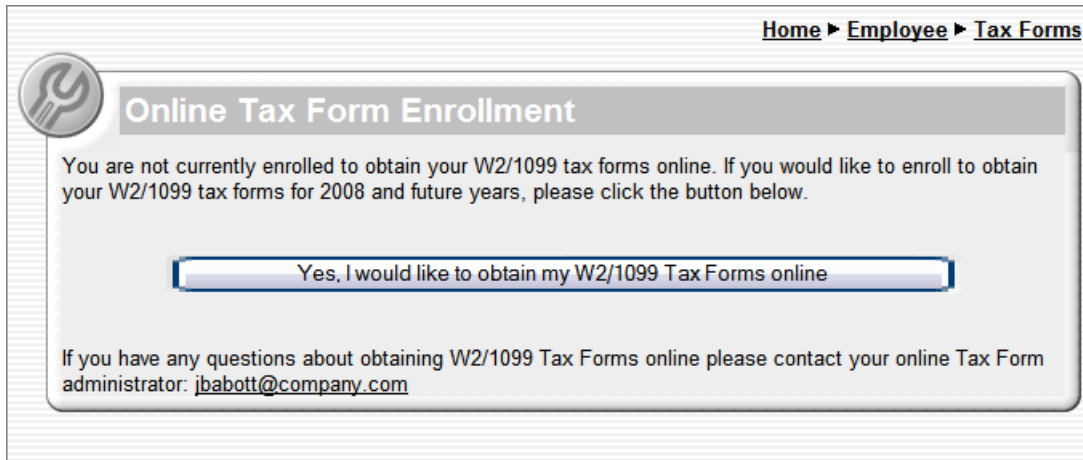 Home ▸ Employee ▸ Tax Forms
Online Tax Form Enrollment
You are not currently enrolled to obtain your W2/1099 tax forms online. If you would like to enroll to obtain
your W2/1099 tax forms for 2008 and future years, please click the button below.
Yes, I would like to obtain my W2/1099 Tax Forms online
If you have any questions about obtaining W2/1099 Tax Forms online please contact your online Tax Form
administrator: jbabott@company.com